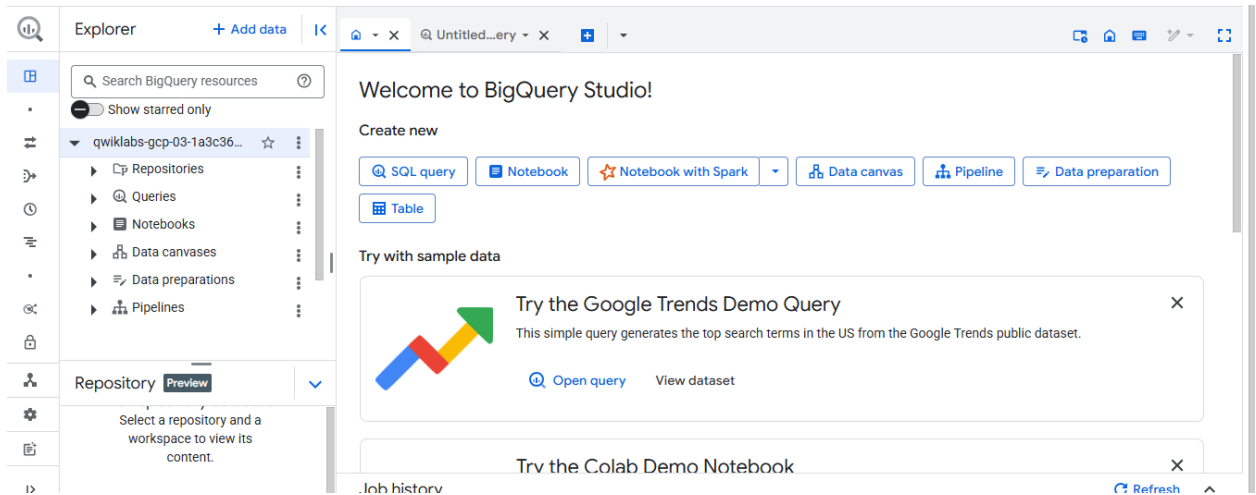 Explorer
+ Add data
Untitled...ery
Search BigQuery resources
Show starred only
qwiklabs-gcp-03-1a3c36...
Repositories
Queries
Notebooks
Data canvases
Data preparations
Pipelines
Repository Preview
Select a repository and a
workspace to view its
content.
Welcome to BigQuery Studio!
Create new
SQL query
Notebook
Notebook with Spark
Data canvas
Pipeline
Data preparation
Table
Try with sample data
Try the Google Trends Demo Query
This simple query generates the top search terms in the US from the Google Trends public dataset.
Open query
View dataset
Try the Colab Demo Notebook
Job history
Refresh